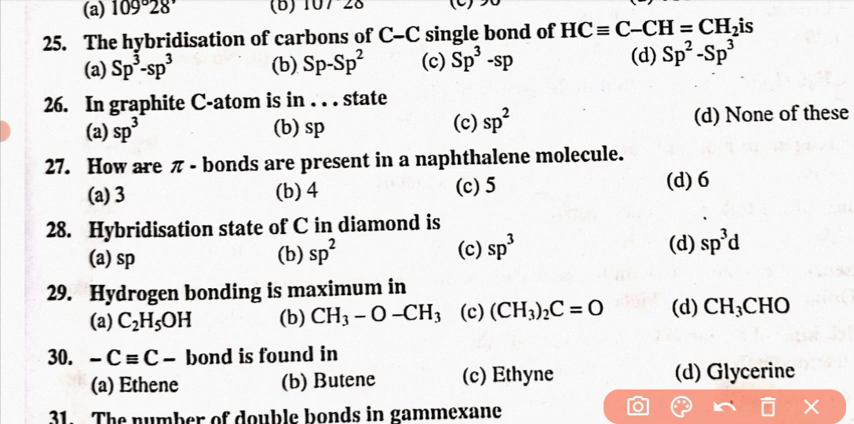 (a) 109°28' (b) 107°28
25. The hybridisation of carbons of C–C single bond of HC ≡ C–CH = CH₂is
(a) Sp³-sp³ (b) Sp-Sp² (c) Sp³ -sp (d) Sp² -Sp³
26. In graphite C-atom is in . . . state
(a) sp³ (b) sp (c) sp² (d) None of these
27. How are π - bonds are present in a naphthalene molecule.
(a) 3 (b) 4 (c) 5 (d) 6
28. Hybridisation state of C in diamond is
(a) sp (b) sp² (c) sp³ (d) sp³d
29. Hydrogen bonding is maximum in
(a) C₂H₅OH (b) CH₃ – O –CH₃ (c) (CH₃)₂C = O (d) CH₃CHO
30. – C ≡ C – bond is found in
(a) Ethene (b) Butene (c) Ethyne (d) Glycerine
31. The number of double bonds in gammexane